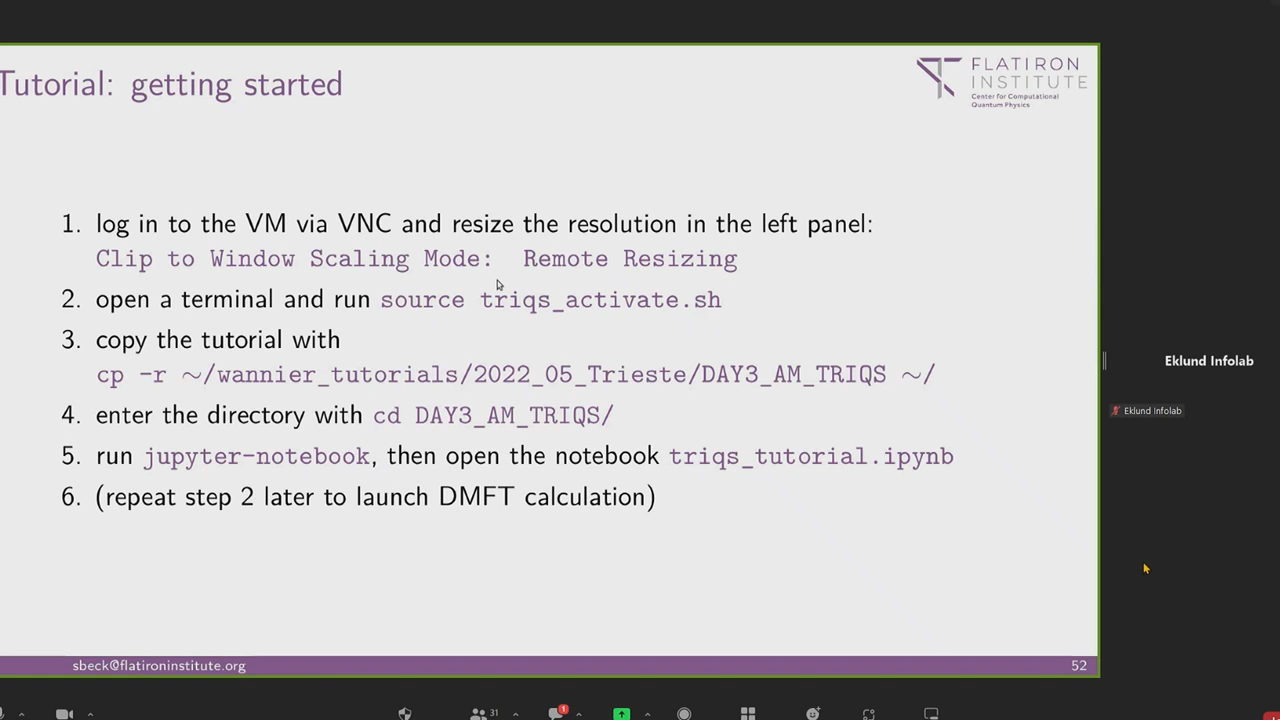 Tutorial: getting started
FLATIRON
INSTITUTE
Center for Computational
Quantum Physics
1. log in to the VM via VNC and resize the resolution in the left panel:
Clip to Window Scaling Mode: Remote Resizing
2. open a terminal and run source triqs_activate.sh
3. copy the tutorial with
cp -r ~/wannier_tutorials/2022_05_Trieste/DAY3_AM_TRIQS ~/
4. enter the directory with cd DAY3_AM_TRIQS/
5. run jupyter-notebook, then open the notebook triqs_tutorial.ipynb
6. (repeat step 2 later to launch DMFT calculation)
Eklund Infolab
Eklund Infolab
sbeck@flatironinstitute.org
52
31
1